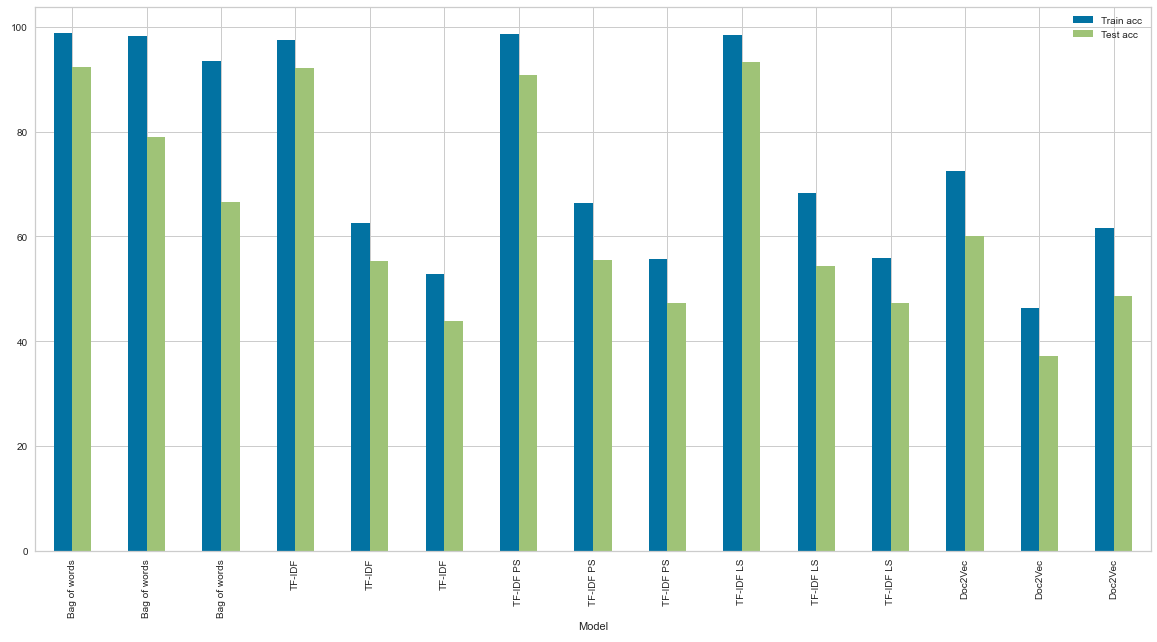 100
80
60
40
20
0
Train acc
Test acc
Bag of words
Bag of words
Bag of words
TF-IDF
TF-IDF
TF-IDF
TF-IDF PS
TF-IDF PS
TF-IDF PS
TF-IDF LS
TF-IDF LS
TF-IDF LS
Doc2Vec
Doc2Vec
Doc2Vec
Model